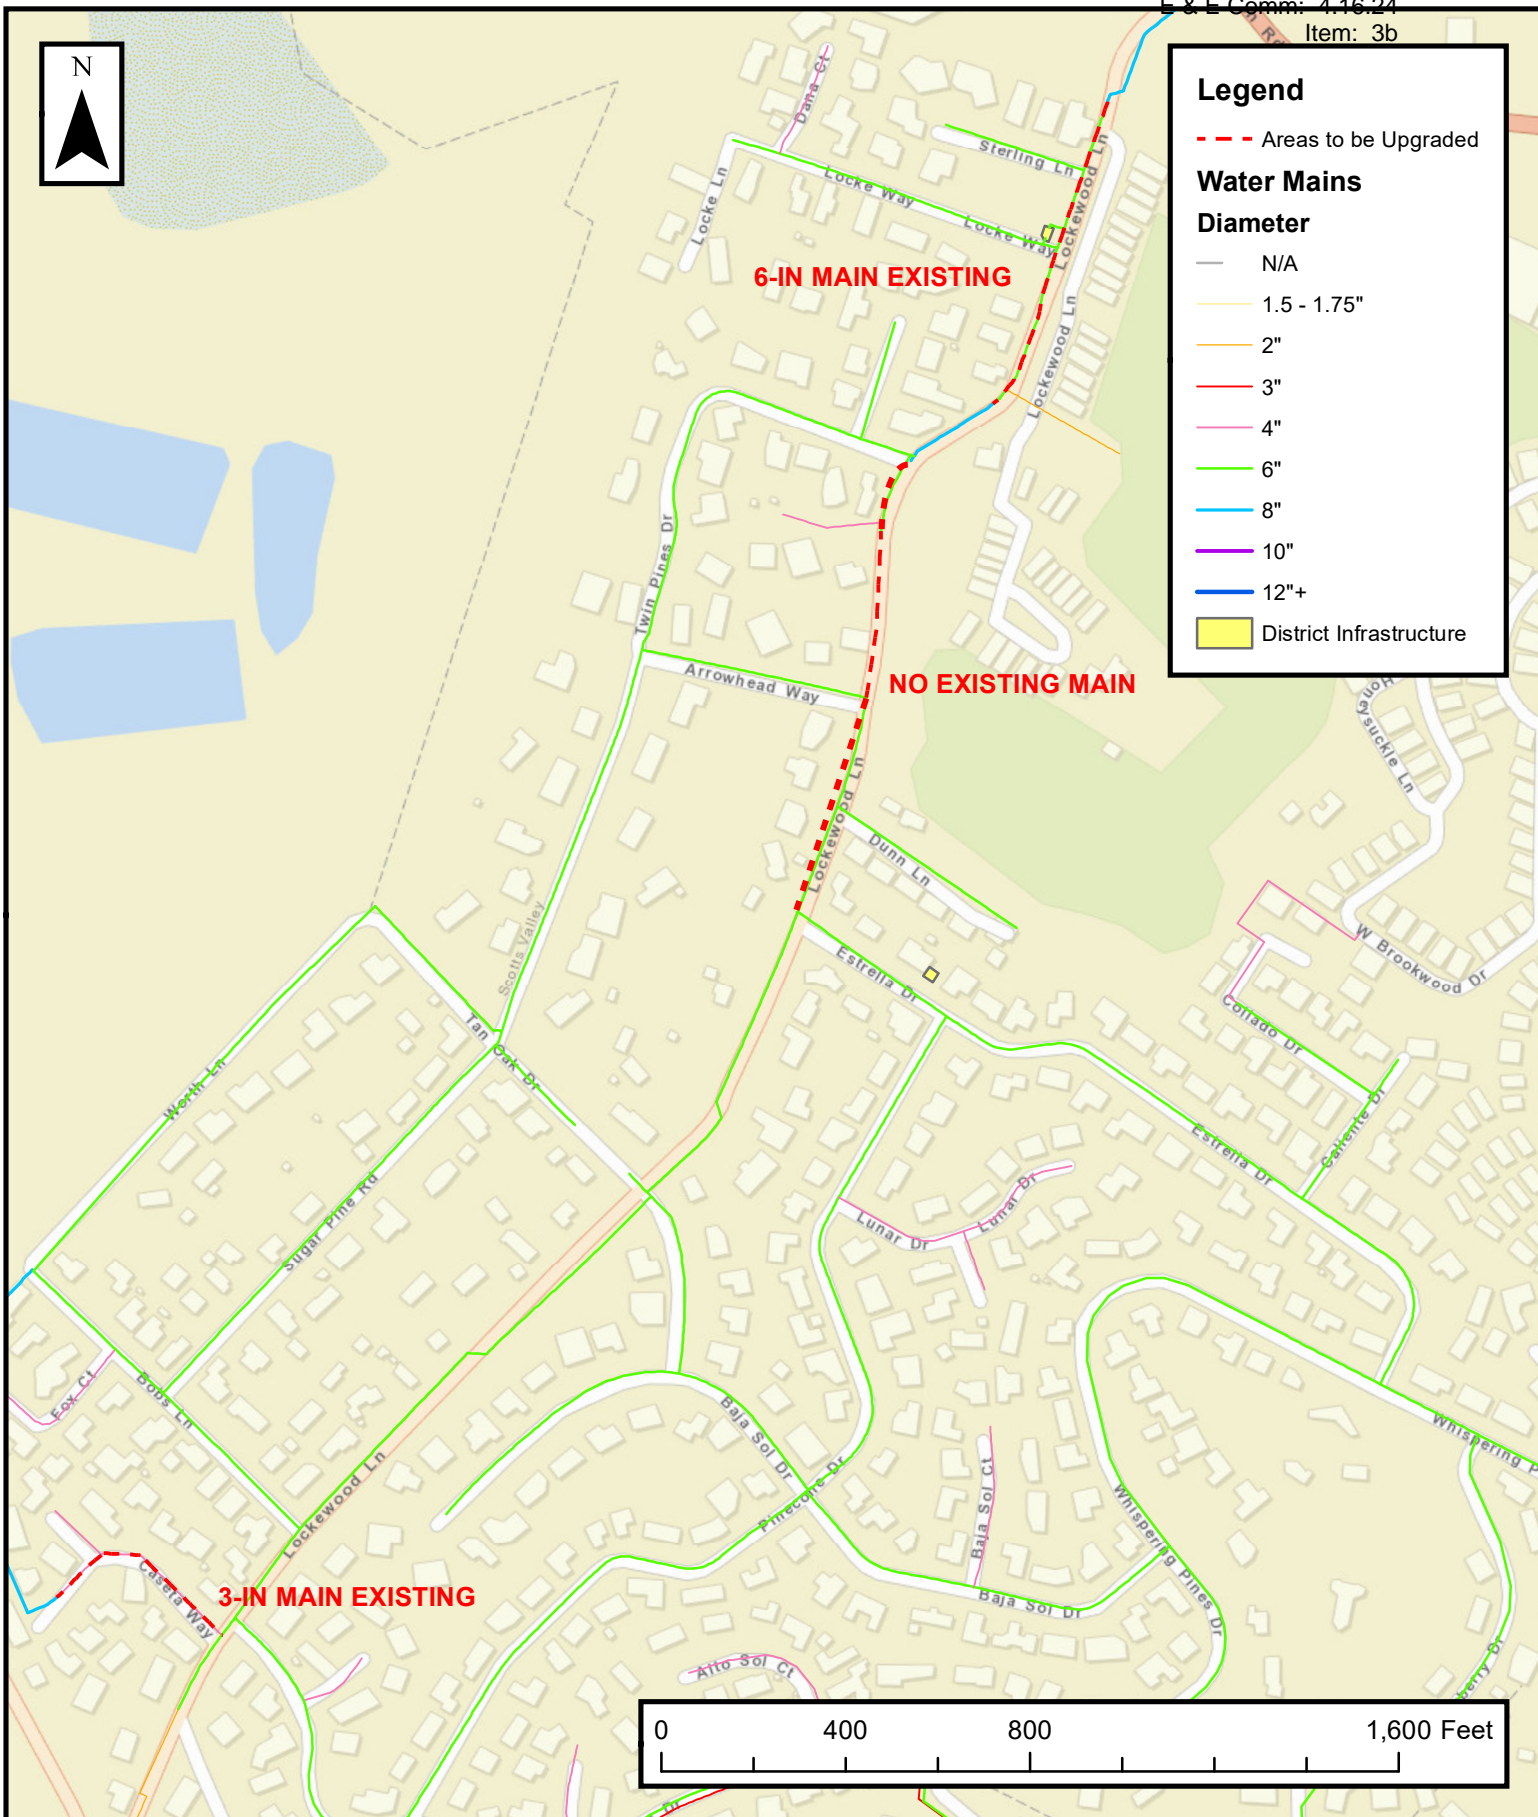 E & E Comm: 4.16.24
Item: 3b
N
Legend
Areas to be Upgraded
Water Mains
Diameter
N/A
1.5 - 1.75"
2"
3"
4"
6"
8"
10"
12"+
District Infrastructure
Dana Ct
Sterling Ln
Locke Way
Locke Ln
Locke Way
Lockewood Ln
6-IN MAIN EXISTING
Lockewood Ln
Twin Pines Dr
Arrowhead Way
NO EXISTING MAIN
Honeysuckle Ln
Lockewood Ln
Dunn Ln
Scotts Valley
Estrella Dr
W Brookwood Dr
Collado Dr
Tan Oak Dr
Worth Ln
Caliente Dr
Estrella Dr
Sugar Pine Rd
Lunar Dr
Lunar Dr
Fox Ct
Bobs Ln
Baja Sol Dr
Whispering P
Lockewood Ln
Pinecone Dr
Baja Sol Ct
Whispering Pines Dr
Caseta Way
3-IN MAIN EXISTING
Baja Sol Dr
Alto Sol Ct
berry Dr
0 400 800 1,600 Feet
Dr